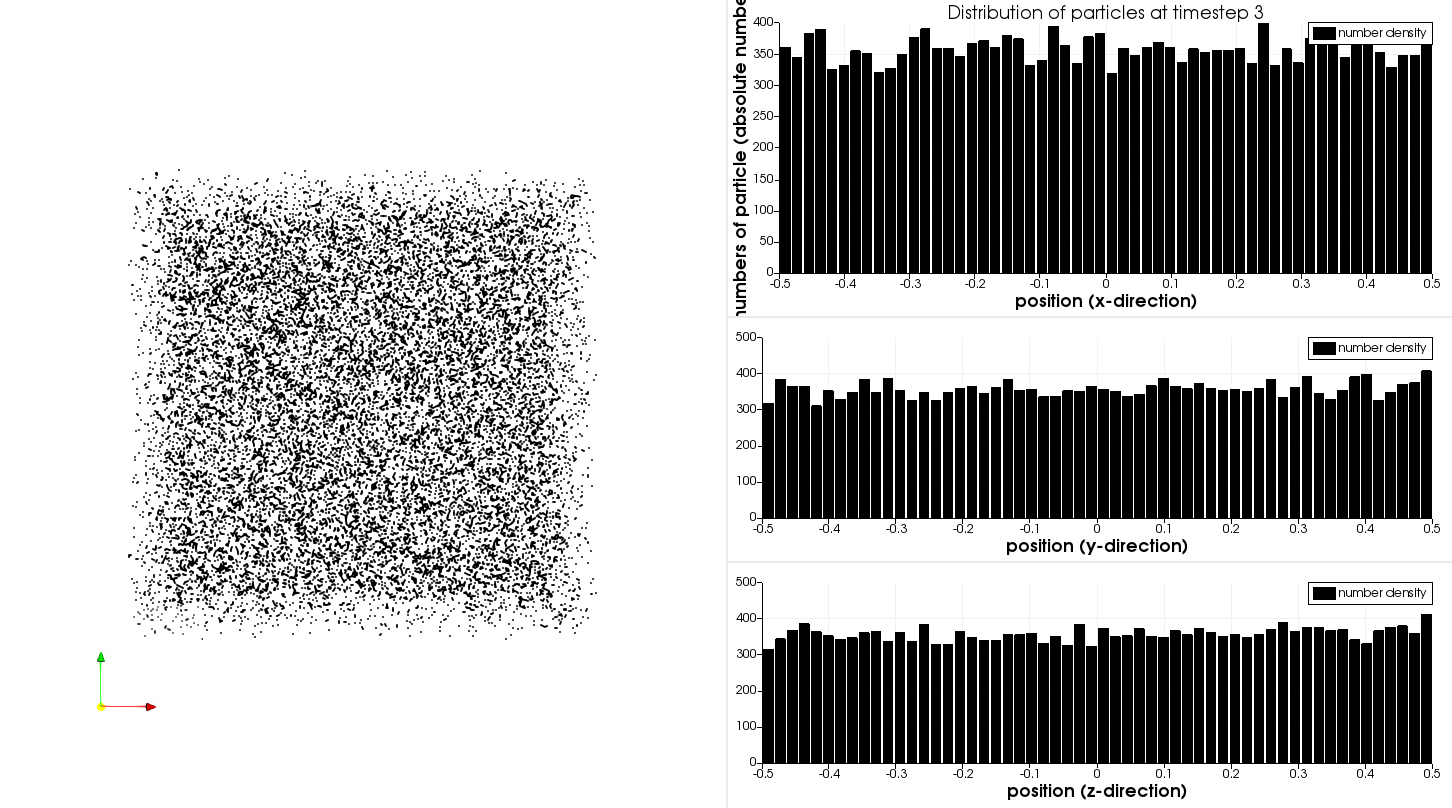 Distribution of particles at timestep 3
numbers of particle (absolute numbe
400
350
300
250
200
150
100
50
0
number density
-0.5 -0.4 -0.3 -0.2 -0.1 0 0.1 0.2 0.3 0.4 0.5
position (x-direction)
500
400
300
200
100
0
number density
-0.5 -0.4 -0.3 -0.2 -0.1 0 0.1 0.2 0.3 0.4 0.5
position (y-direction)
500
400
300
200
100
0
number density
-0.5 -0.4 -0.3 -0.2 -0.1 0 0.1 0.2 0.3 0.4 0.5
position (z-direction)